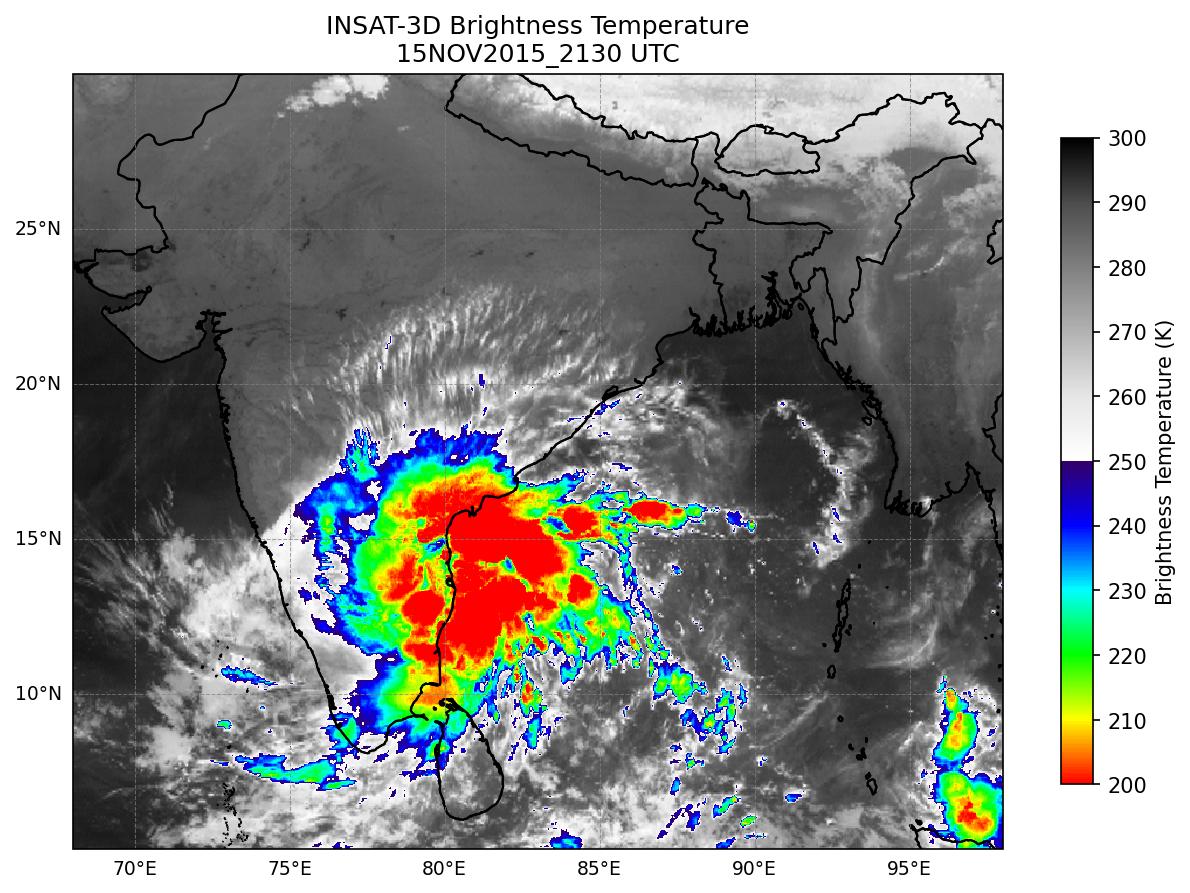 INSAT-3D Brightness Temperature
15NOV2015_2130 UTC
25°N
20°N
15°N
10°N
70°E
75°E
80°E
85°E
90°E
95°E
300
290
280
270
260
250
240
230
220
210
200
Brightness Temperature (K)